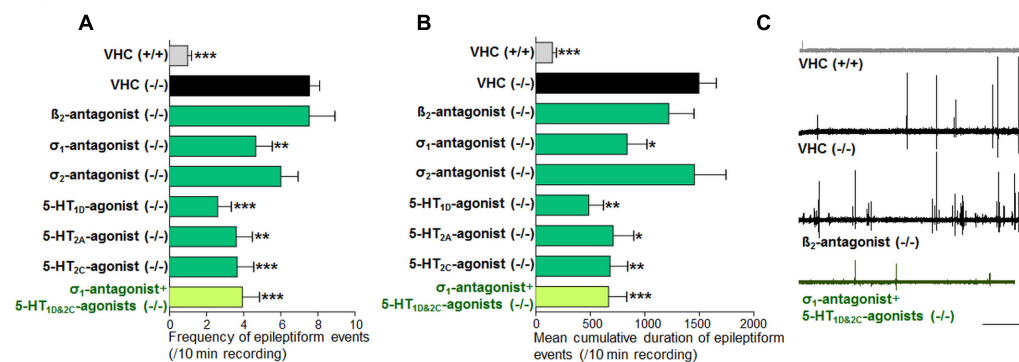 A
VHC (+/+)
***
VHC (-/-)
ß₂-antagonist (-/-)
σ₁-antagonist (-/-)
**
σ₂-antagonist (-/-)
5-HT₁D-agonist (-/-)
***
5-HT₂A-agonist (-/-)
**
5-HT₂C-agonist (-/-)
***
σ₁-antagonist+
5-HT₁D&₂C-agonists (-/-)
***
0 2 4 6 8 10
Frequency of epileptiform events
(/10 min recording)
B
VHC (+/+)
***
VHC (-/-)
ß₂-antagonist (-/-)
σ₁-antagonist (-/-)
*
σ₂-antagonist (-/-)
5-HT₁D-agonist (-/-)
**
5-HT₂A-agonist (-/-)
*
5-HT₂C-agonist (-/-)
**
σ₁-antagonist+
5-HT₁D&₂C-agonists (-/-)
***
0 500 1000 1500 2000
Mean cumulative duration of epileptiform
events (/10 min recording)
C
VHC (+/+)
VHC (-/-)
ß₂-antagonist (-/-)
σ₁-antagonist+
5-HT₁D&₂C-agonists (-/-)